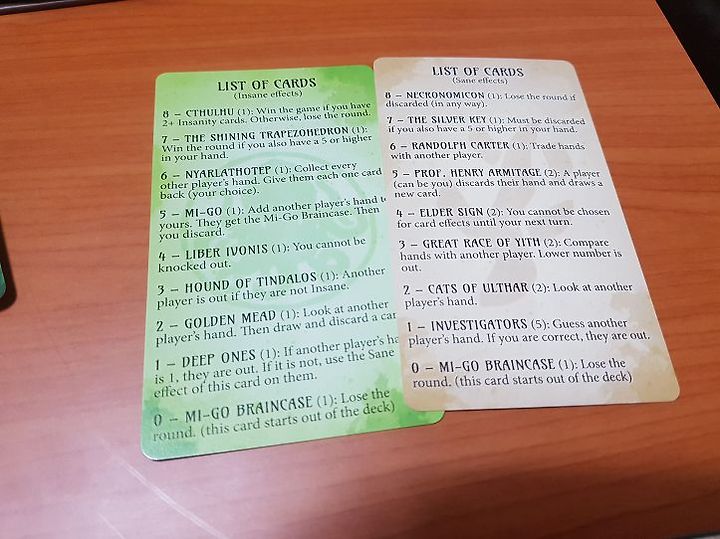 LIST OF CARDS
(Insane effects)
8 – CTHULHU (1): Win the game if you have
2+ Insanity cards. Otherwise, lose the round.
7 – THE SHINING TRAPEZOHEDRON (1):
Win the round if you also have a 5 or higher
in your hand.
6 – NYARLATHOTEP (1): Collect every
other player's hand. Give them each one card
back (your choice).
5 – MI-GO (1): Add another player's hand
yours. They get the Mi-Go Braincase. Then
you discard.
4 – LIBER IVONIS (1): You cannot be
knocked out.
3 – HOUND OF TINDALOS (1): Another
player is out if they are not Insane.
2 – GOLDEN MEAD (1): Look at another
player's hand. Then draw and discard a
1 – DEEP ONES (1): If another player's
is 1, they are out. If it is not, use the Sane
effect of this card on them.
0 – MI-GO BRAINCASE (1): Lose the
round. (this card starts out of the deck)
LIST OF CARDS
(Sane effects)
8 – NECRONOMICON (1): Lose the round if
discarded (in any way).
7 – THE SILVER KEY (1): Must be discarded
if you also have a 5 or higher in your hand.
6 – RANDOLPH CARTER (1): Trade hands
with another player.
5 – PROF. HENRY ARMITAGE (2): A player
(can be you) discards their hand and draws a
new card.
4 – ELDER SIGN (2): You cannot be chosen
for card effects until your next turn.
3 – GREAT RACE OF YITH (2): Compare
hands with another player. Lower number is
out.
2 – CATS OF ULTHAR (2): Look at another
player's hand.
1 – INVESTIGATORS (5): Guess another
player's hand. If you are correct, they are out.
0 – MI-GO BRAINCASE (1): Lose the
round. (this card starts out of the deck)